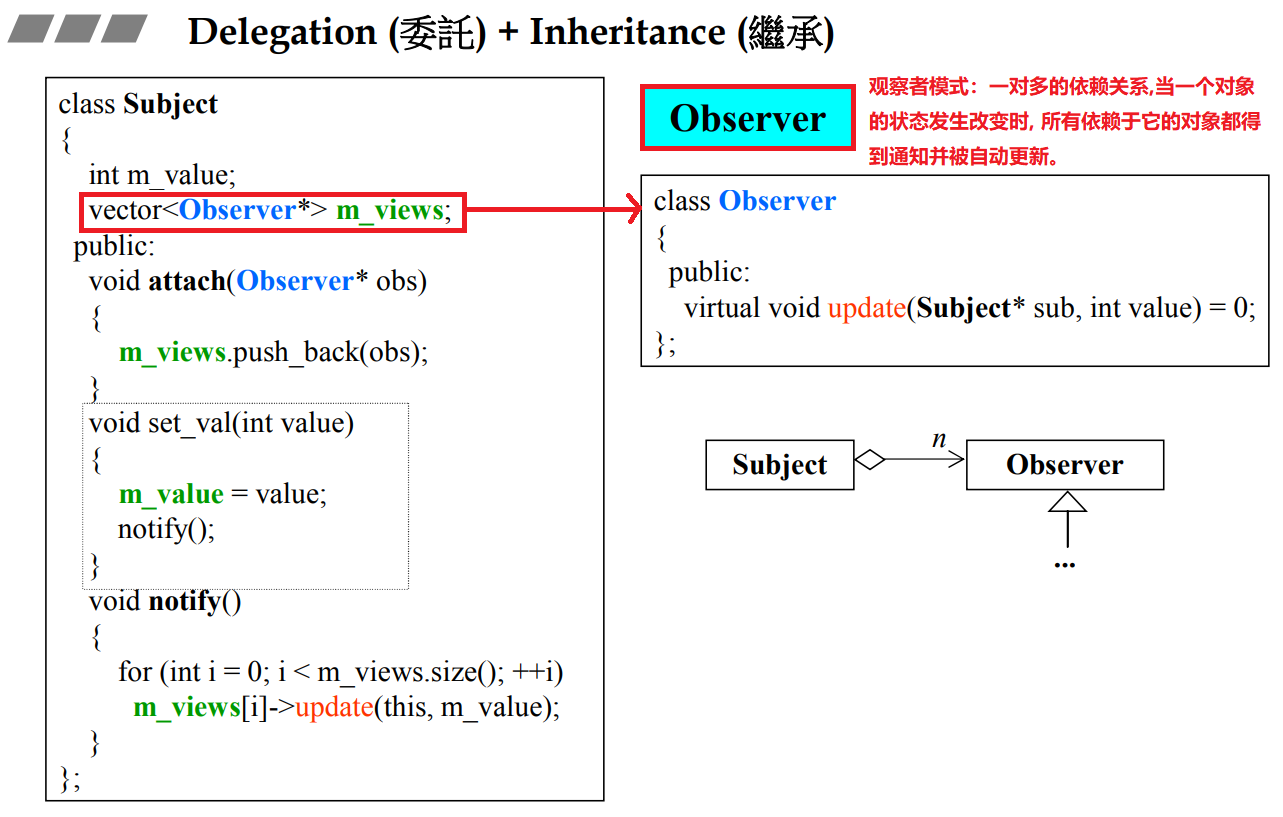 Delegation (委託) + Inheritance (繼承)
class Subject
{
int m_value;
vector<Observer*> m_views;
public:
void attach(Observer* obs)
{
m_views.push_back(obs);
}
void set_val(int value)
{
m_value = value;
notify();
}
void notify()
{
for (int i = 0; i < m_views.size(); ++i)
m_views[i]->update(this, m_value);
}
};
Observer
观察者模式：一对多的依赖关系,当一个对象
的状态发生改变时, 所有依赖于它的对象都得
到通知并被自动更新。
class Observer
{
public:
virtual void update(Subject* sub, int value) = 0;
};
Subject
n
Observer
...